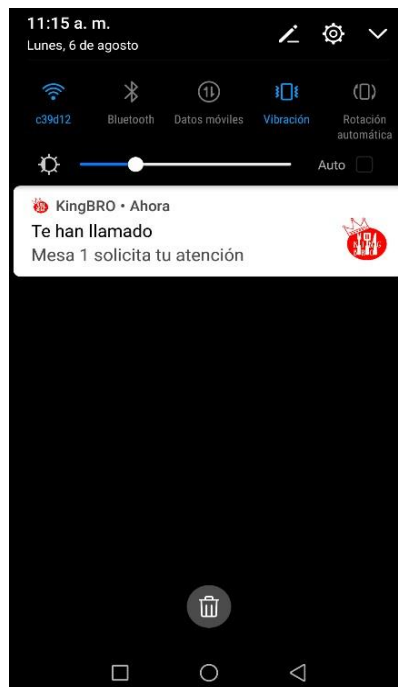 11:15 a. m.
Lunes, 6 de agosto
c39d12
Bluetooth
Datos móviles
Vibración
Rotación
automática
Auto
KingBRO • Ahora
Te han llamado
Mesa 1 solicita tu atención